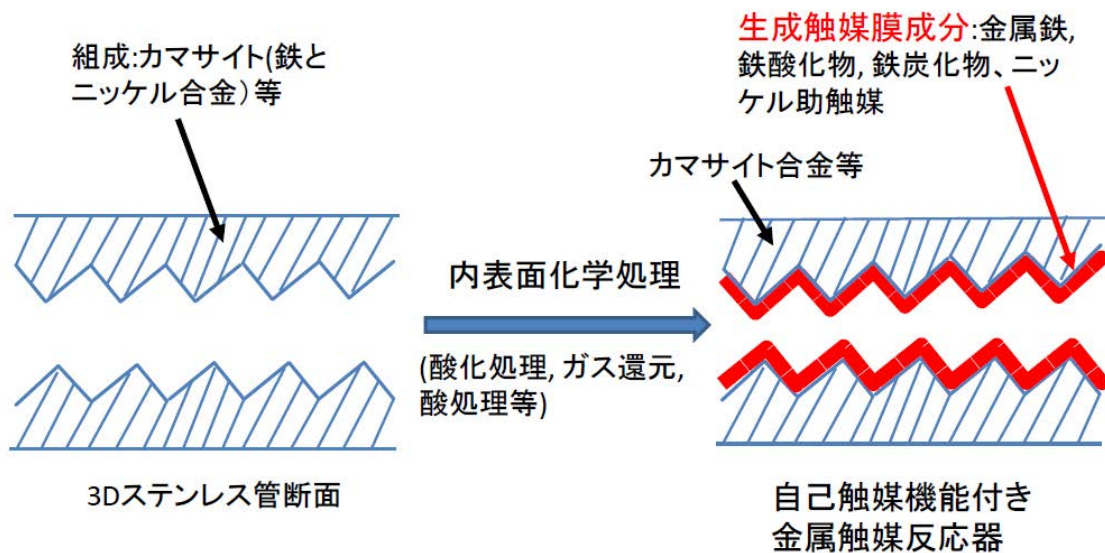 組成:カマサイト(鉄と
ニッケル合金)等
生成触媒膜成分:金属鉄,
鉄酸化物, 鉄炭化物、ニッ
ケル助触媒
カマサイト合金等
内表面化学処理
(酸化処理, ガス還元,
酸処理等)
3Dステンレス管断面
自己触媒機能付き
金属触媒反応器